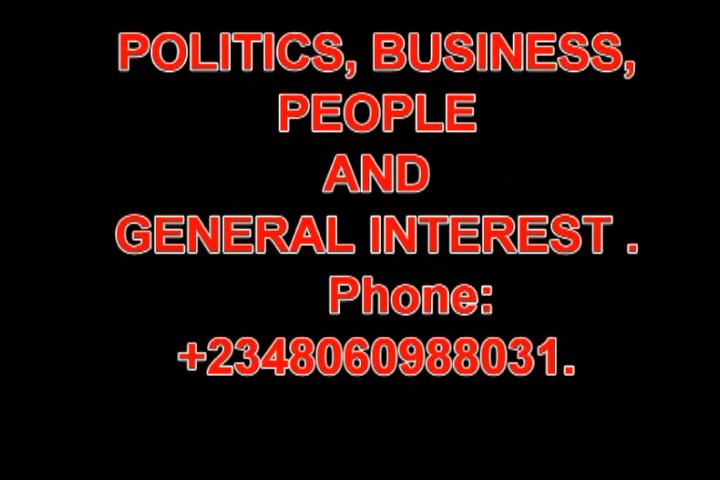 POLITICS, BUSINESS,
PEOPLE
AND
GENERAL INTEREST .
Phone:
+2348060988031.